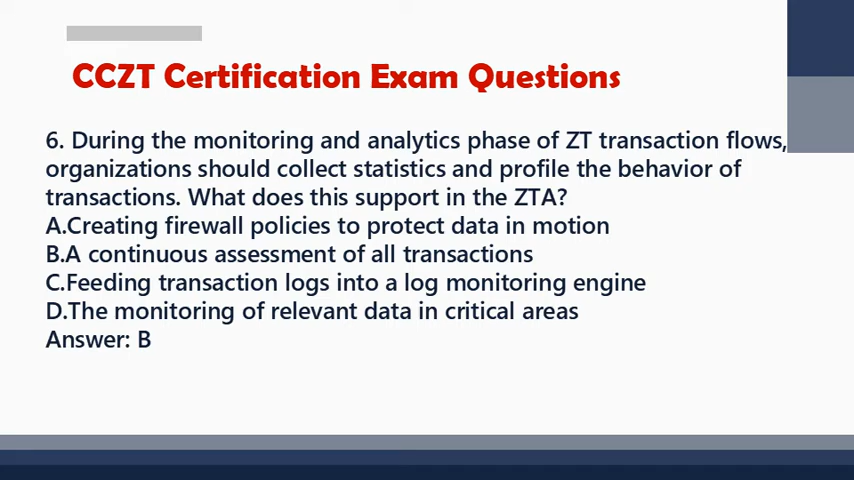 CCZT Certification Exam Questions
6. During the monitoring and analytics phase of ZT transaction flows,
organizations should collect statistics and profile the behavior of
transactions. What does this support in the ZTA?
A.Creating firewall policies to protect data in motion
B.A continuous assessment of all transactions
C.Feeding transaction logs into a log monitoring engine
D.The monitoring of relevant data in critical areas
Answer: B